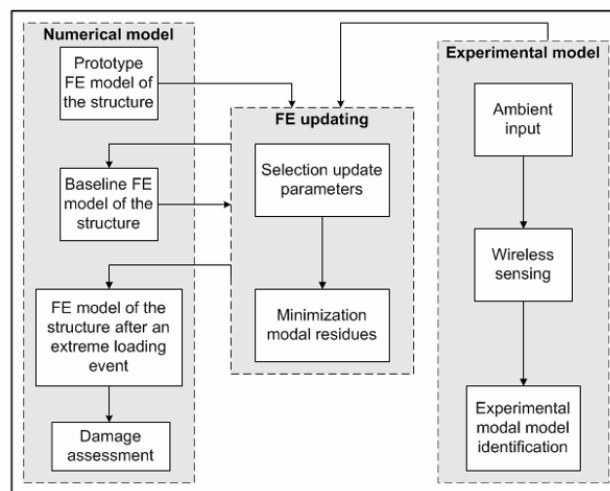 Numerical model
Prototype
FE model of
the structure
Baseline FE
model of the
structure
FE model of the
structure after an
extreme loading
event
Damage
assessment
FE updating
Selection update
parameters
Minimization
modal residues
Experimental model
Ambient
input
Wireless
sensing
Experimental
modal model
identification